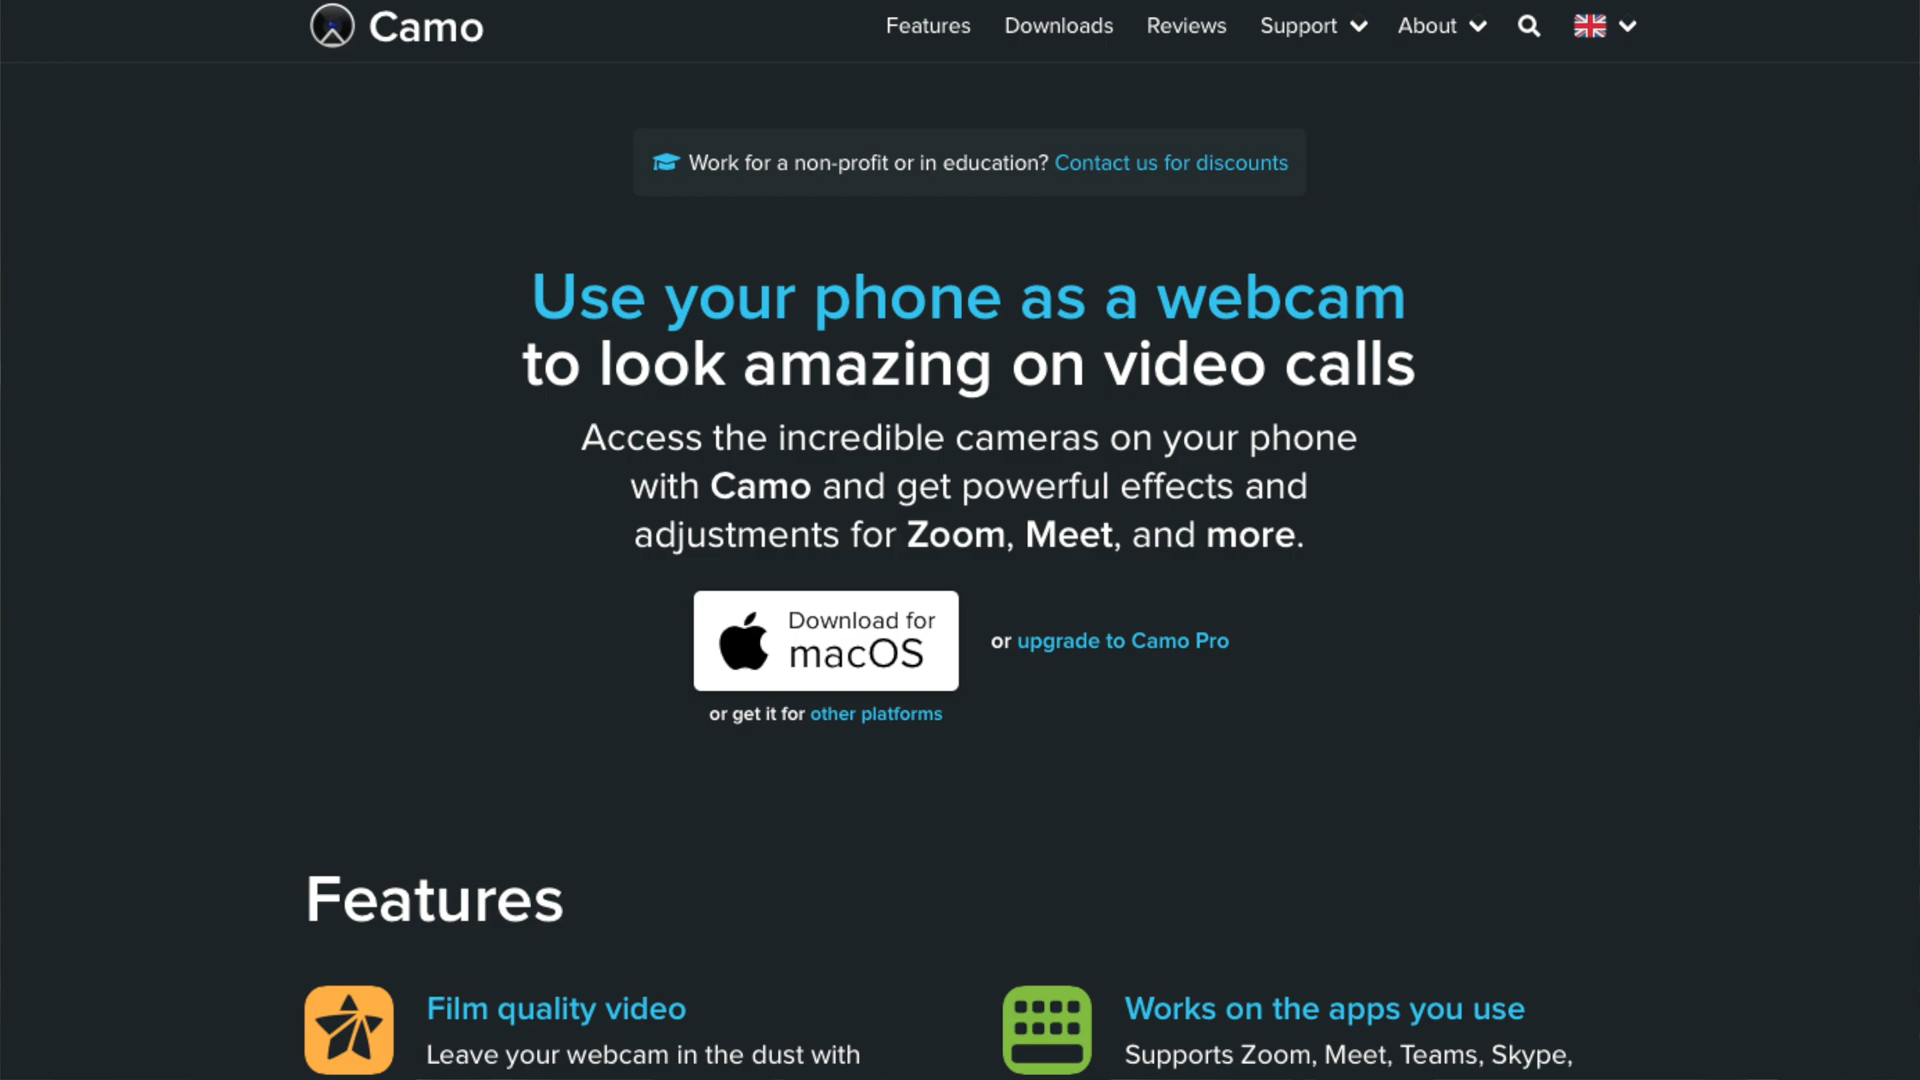 Camo
Features Downloads Reviews Support About
Work for a non-profit or in education? Contact us for discounts
Use your phone as a webcam
to look amazing on video calls
Access the incredible cameras on your phone
with Camo and get powerful effects and
adjustments for Zoom, Meet, and more.
Download for
macOS
or upgrade to Camo Pro
or get it for other platforms
Features
Film quality video
Leave your webcam in the dust with
Works on the apps you use
Supports Zoom, Meet, Teams, Skype,